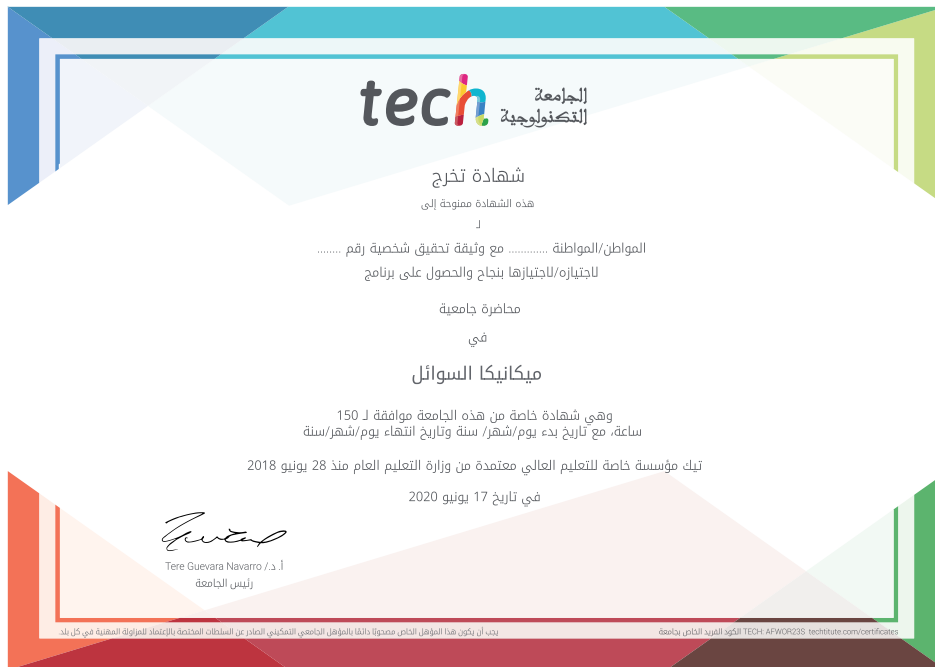 tech الجامعة
التكنولوجية
شهادة تخرج
هذه الشهادة ممنوحة إلى
لـ
المواطن/المواطنة ............. مع وثيقة تحقيق شخصية رقم ........
لاجتيازه/لاجتيازها بنجاح والحصول على برنامج
محاضرة جامعية
في
ميكانيكا السوائل
وهي شهادة خاصة من هذه الجامعة موافقة لـ 150
ساعة، مع تاريخ بدء يوم/شهر/ سنة وتاريخ انتهاء يوم/شهر/سنة
تيك مؤسسة خاصة للتعليم العالي معتمدة من وزارة التعليم العام منذ 28 يونيو 2018
في تاريخ 17 يونيو 2020
أ. د./ Tere Guevara Navarro
رئيس الجامعة
يجب أن يكون هذا المؤهل الخاص مصحوبًا دائمًا بالمؤهل الجامعي التمكيني الصادر عن السلطات المختصة بالإعتماد للمزاولة المهنية في كل بلد.
الكود الفريد الخاص بجامعة TECH: AFWOR23S techtitute.com/certificates